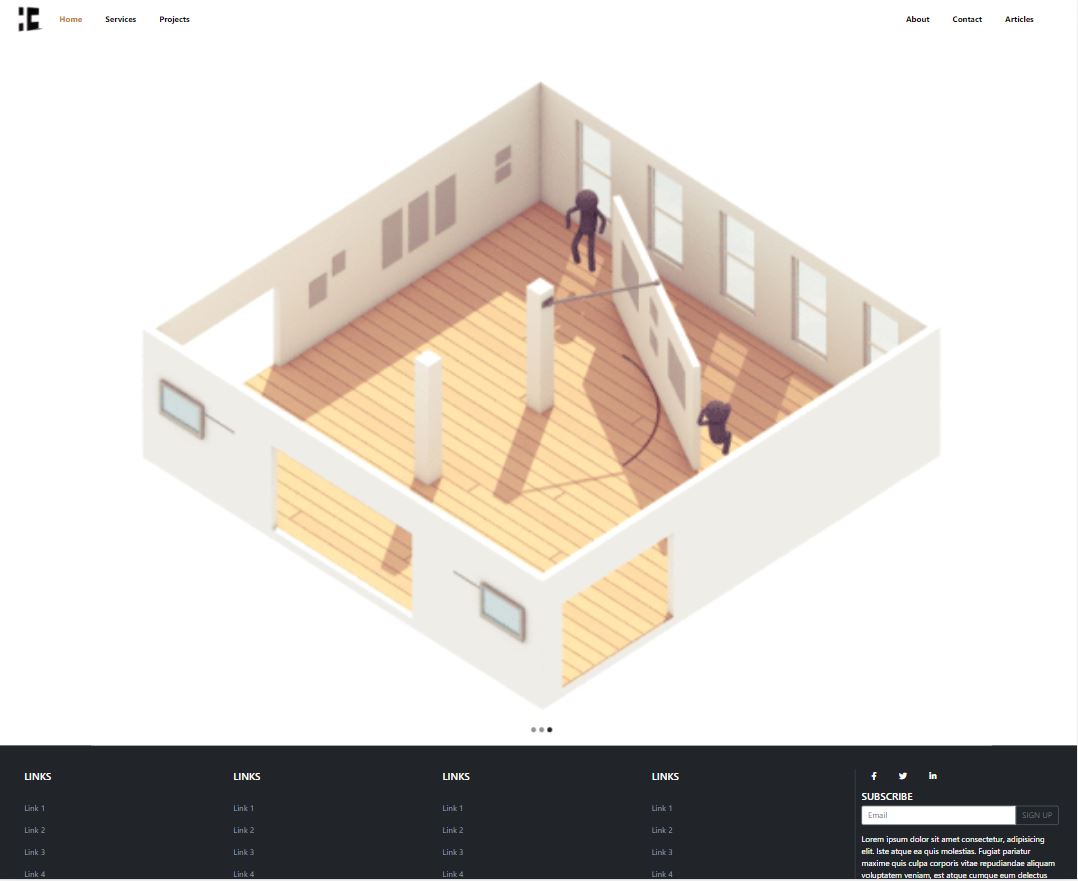 Home Services Projects About Contact Articles
LINKS
Link 1
Link 2
Link 3
Link 4
LINKS
Link 1
Link 2
Link 3
Link 4
LINKS
Link 1
Link 2
Link 3
Link 4
LINKS
Link 1
Link 2
Link 3
Link 4
SUBSCRIBE
Email SIGN UP
Lorem ipsum dolor sit amet consectetur, adipisicing
elit. Iste atque ea quis molestias. Fugiat pariatur
maxime quis culpa corporis vitae repudiandae aliquam
voluptatem veniam, est atque cumque eum delectus